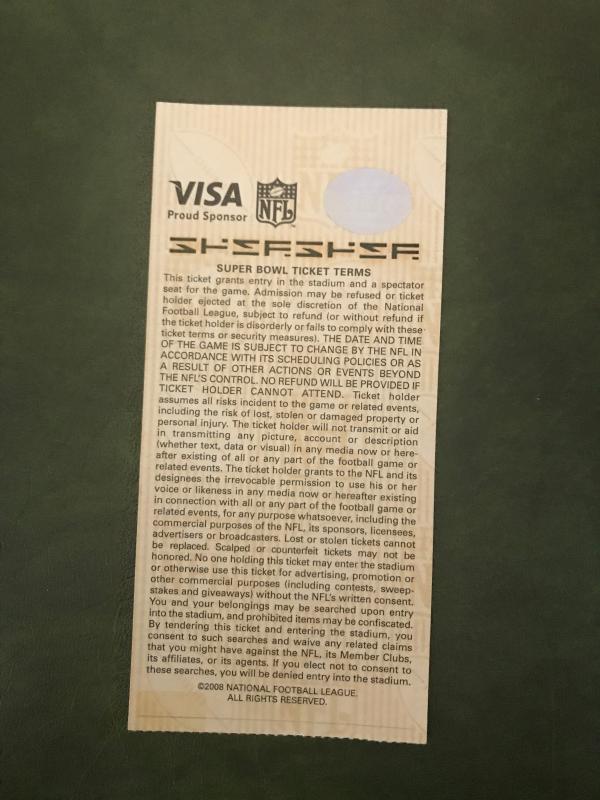 VISA
Proud Sponsor
NFL
SUPER BOWL TICKET TERMS
This ticket grants entry in the stadium and a spectator
seat for the game. Admission may be refused or ticket
holder ejected at the sole discretion of the National
Football League, subject to refund (or without refund if
the ticket holder is disorderly or fails to comply with these
ticket terms or security measures). THE DATE AND TIME
OF THE GAME IS SUBJECT TO CHANGE BY THE NFL IN
ACCORDANCE WITH ITS SCHEDULING POLICIES OR AS
A RESULT OF OTHER ACTIONS OR EVENTS BEYOND
THE NFL'S CONTROL. NO REFUND WILL BE PROVIDED IF
TICKET HOLDER CANNOT ATTEND. Ticket holder
assumes all risks incident to the game or related events,
including the risk of lost, stolen or damaged property or
personal injury. The ticket holder will not transmit or aid
in transmitting any picture, account or description
(whether text, data or visual) in any media now or here-
after existing of all or any part of the football game or
related events. The ticket holder grants to the NFL and its
designees the irrevocable permission to use his or her
voice or likeness in any media now or hereafter existing
in connection with all or any part of the football game or
related events, for any purpose whatsoever, including the
commercial purposes of the NFL, its sponsors, licensees,
advertisers or broadcasters. Lost or stolen tickets cannot
be replaced. Scalped or counterfeit tickets may not be
honored. No one holding this ticket may enter the stadium
or otherwise use this ticket for advertising, promotion or
other commercial purposes (including contests, sweep-
stakes and giveaways) without the NFL's written consent.
You and your belongings may be searched upon entry
into the stadium, and prohibited items may be confiscated.
By tendering this ticket and entering the stadium, you
consent to such searches and waive any related claims
that you might have against the NFL, its Member Clubs,
its affiliates, or its agents. If you elect not to consent to
these searches, you will be denied entry into the stadium.
©2008 NATIONAL FOOTBALL LEAGUE.
ALL RIGHTS RESERVED.